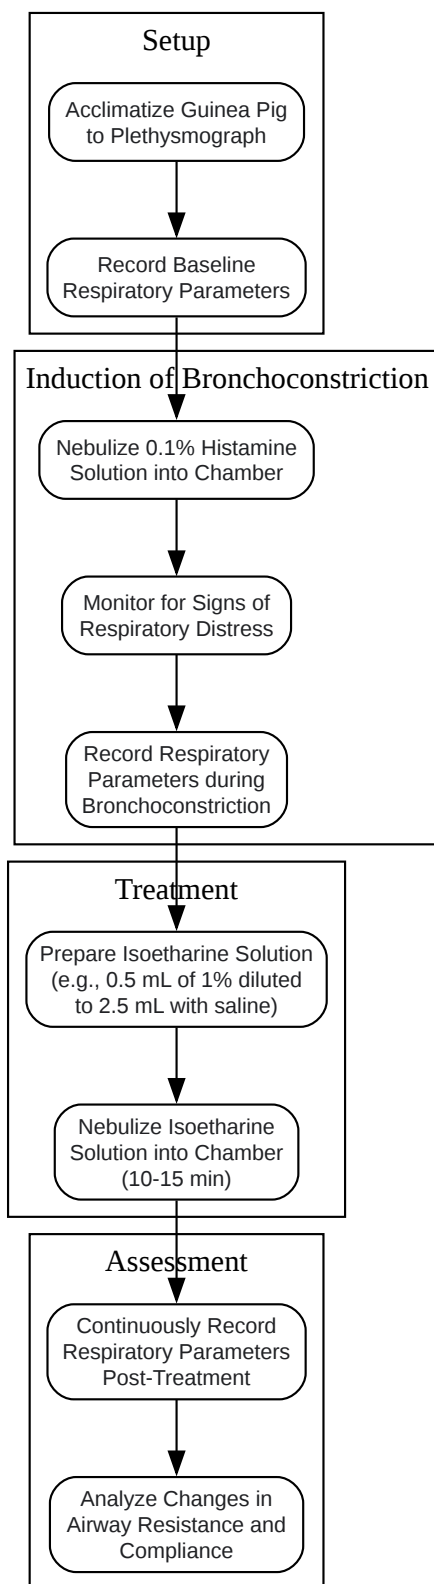 Setup
Acclimatize Guinea Pig
to Plethysmograph
Record Baseline
Respiratory Parameters
Induction of Bronchoconstriction
Nebulize 0.1% Histamine
Solution into Chamber
Monitor for Signs of
Respiratory Distress
Record Respiratory
Parameters during
Bronchoconstriction
Treatment
Prepare Isoetharine Solution
(e.g., 0.5 mL of 1% diluted
to 2.5 mL with saline)
Nebulize Isoetharine
Solution into Chamber
(10-15 min)
Assessment
Continuously Record
Respiratory Parameters
Post-Treatment
Analyze Changes in
Airway Resistance and
Compliance